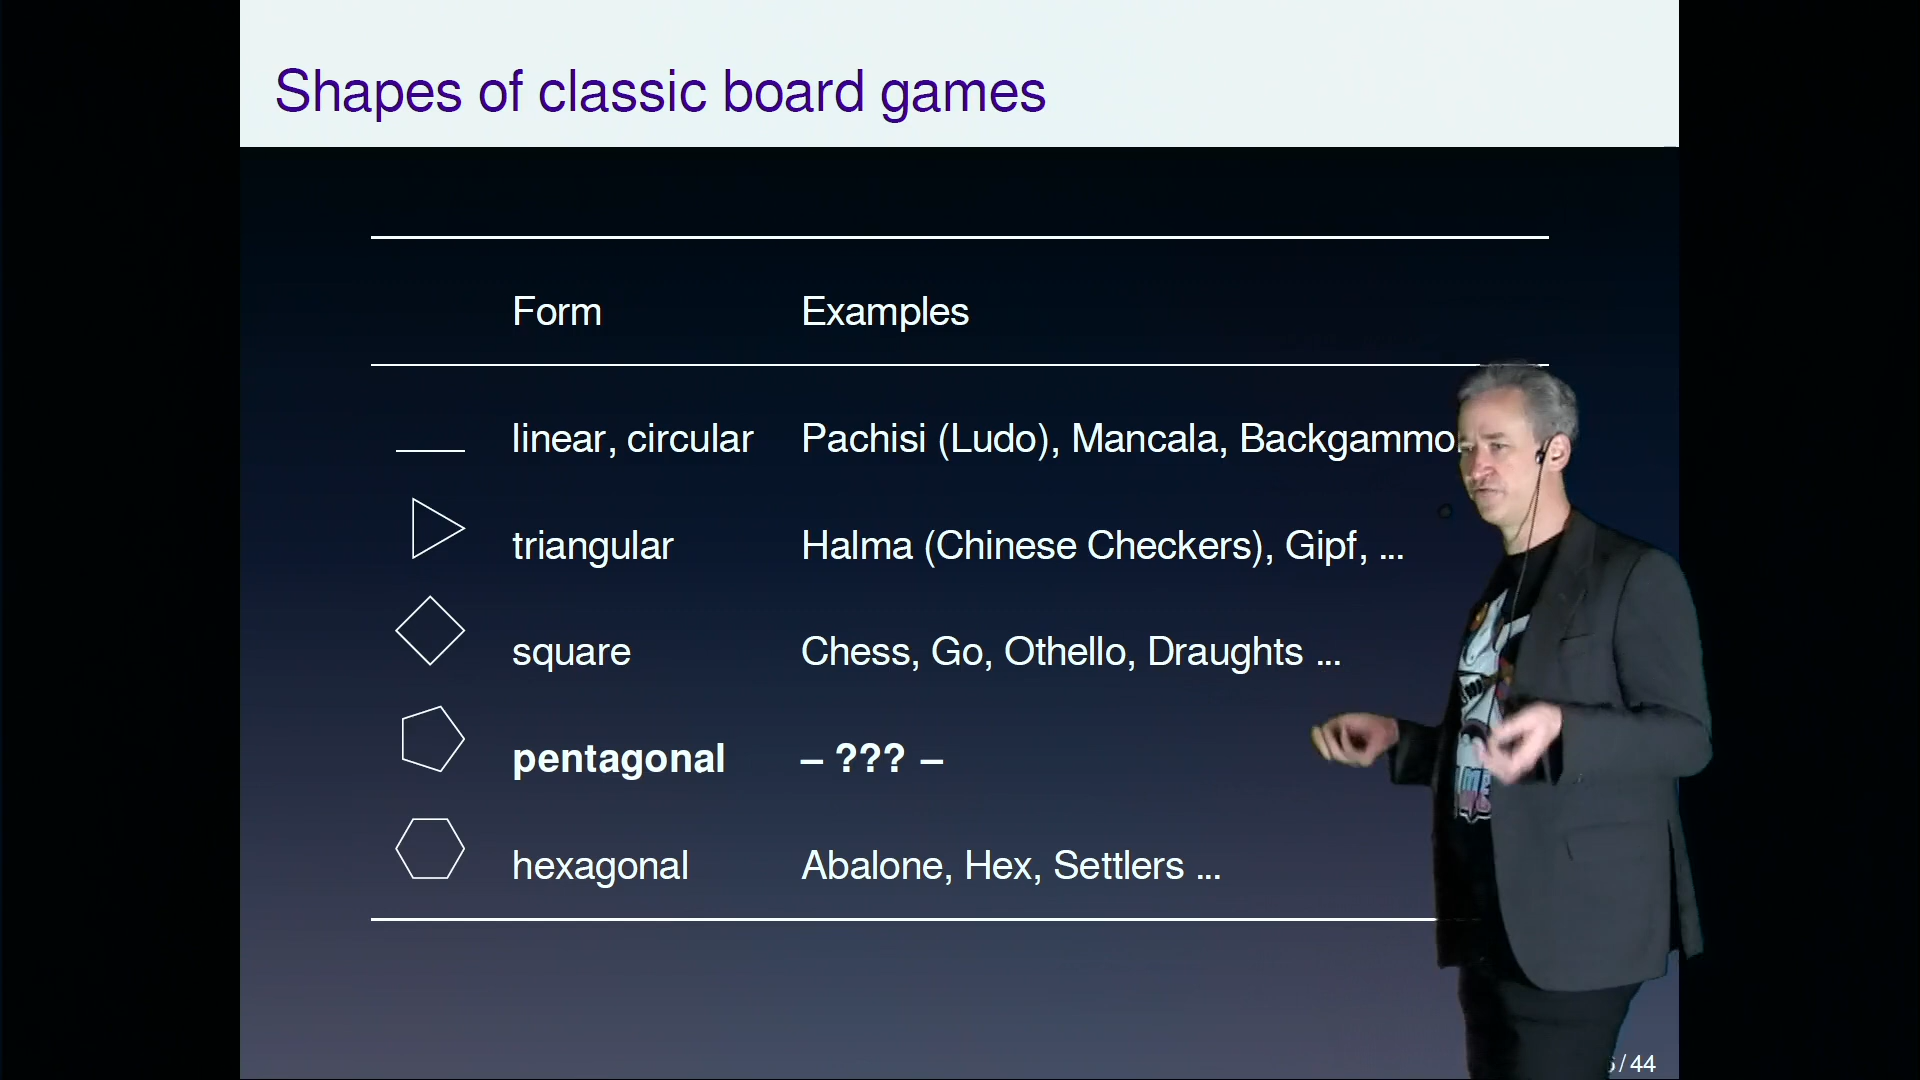 Shapes of classic board games
Form Examples
linear, circular Pachisi (Ludo), Mancala,
triangular Halma (Chinese Checkers), Gipf, ...
square Chess, Go, Othello, Draughts ...
pentagonal – ??? –
hexagonal Abalone, Hex, Settlers ...
/ 44